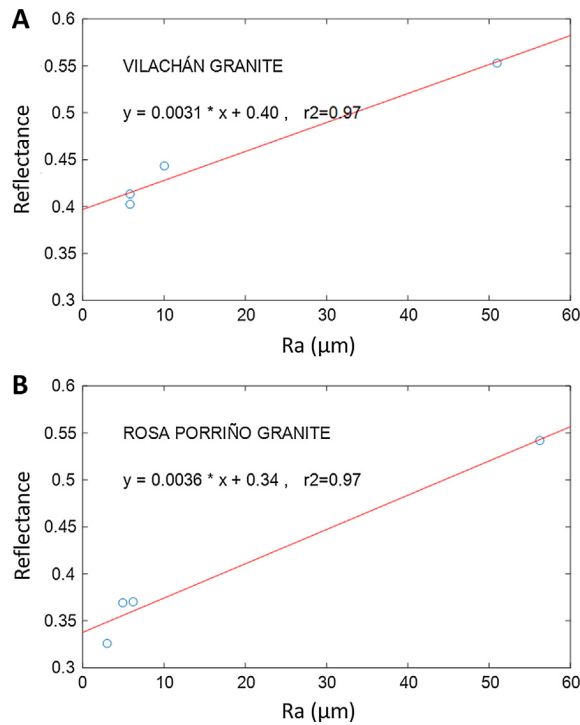 A
0.6
VILACHÁN GRANITE
0.55
0.5
y = 0.0031 * x + 0.40 , r2=0.97
0.45
Reflectance
0.4
0.35
0.3
0 10 20 30 40 50 60
Ra (µm)
B
0.6
ROSA PORRIÑO GRANITE
0.55
0.5
y = 0.0036 * x + 0.34 , r2=0.97
0.45
Reflectance
0.4
0.35
0.3
0 10 20 30 40 50 60
Ra (µm)